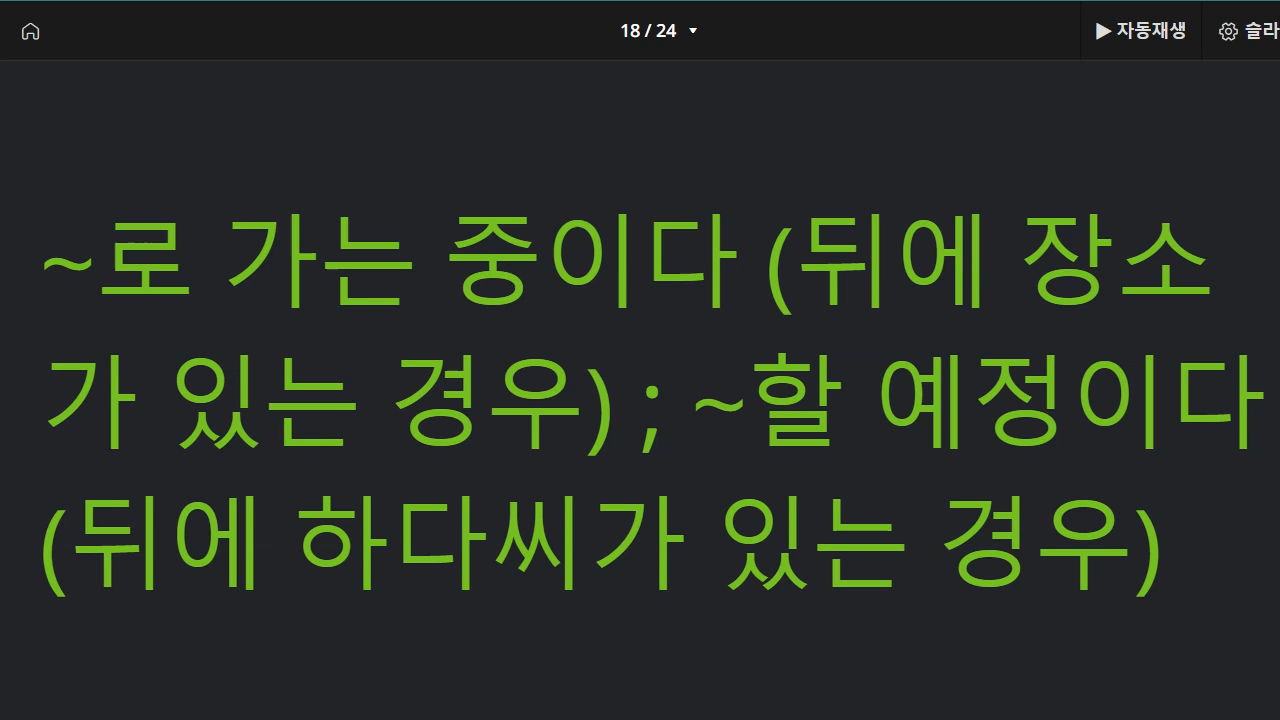 18 / 24
자동재생
슬라
~로 가는 중이다 (뒤에 장소
가 있는 경우) ; ~할 예정이다
(뒤에 하다씨가 있는 경우)